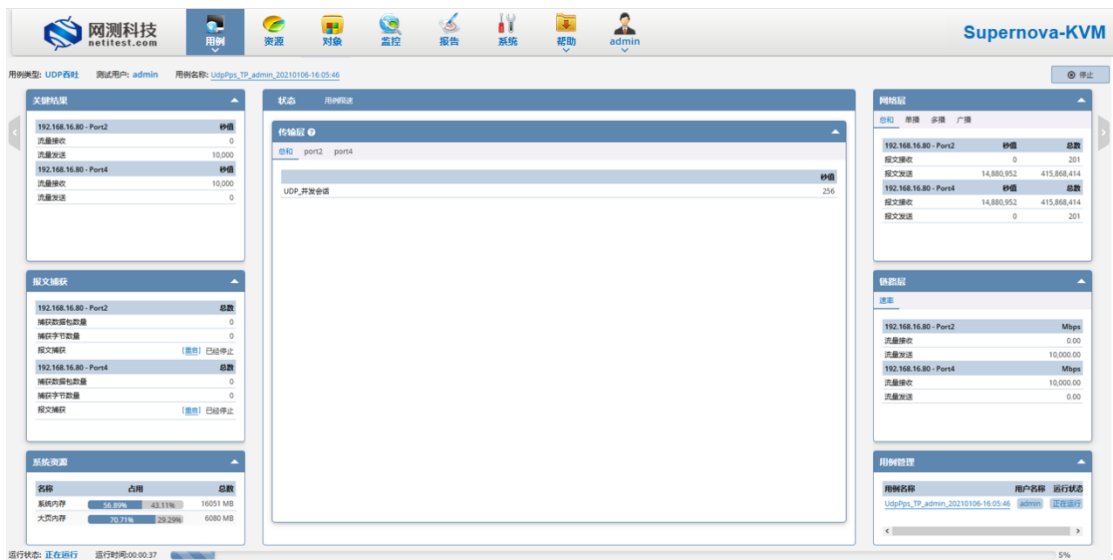 网测科技
netitest.com
用例
资源
对象
监控
报告
系统
帮助
admin
Supernova-KVM
用例类型: UDP吞吐 测试用户: admin 用例名称: UdpPps_TP_admin_20210106-16:05:46
停止
关键结果
192.168.16.80 - Port2 秒值
流量接收 0
流量发送 10,000
192.168.16.80 - Port4 秒值
流量接收 10,000
流量发送 0
报文捕获
192.168.16.80 - Port2 总数
捕获数据包数量 0
捕获字节数量 0
报文捕获 [重启] 已经停止
192.168.16.80 - Port4 总数
捕获数据包数量 0
捕获字节数量 0
报文捕获 [重启] 已经停止
系统资源
名称 占用 总数
系统内存 56.89% 43.11% 16051 MB
大页内存 70.71% 29.29% 6080 MB
状态 用例限速
传输层
总和 port2 port4
秒值
UDP_并发会话 256
网络层
总和 单播 多播 广播
192.168.16.80 - Port2 秒值 总数
报文接收 0 201
报文发送 14,880,952 415,868,414
192.168.16.80 - Port4 秒值 总数
报文接收 14,880,952 415,868,414
报文发送 0 201
链路层
速率
192.168.16.80 - Port2 Mbps
流量接收 0.00
流量发送 10,000.00
192.168.16.80 - Port4 Mbps
流量接收 10,000.00
流量发送 0.00
用例管理
用例名称 用户名称 运行状态
UdpPps_TP_admin_20210106-16:05:46 admin 正在运行
运行状态: 正在运行 运行时间:00:00:37 5%